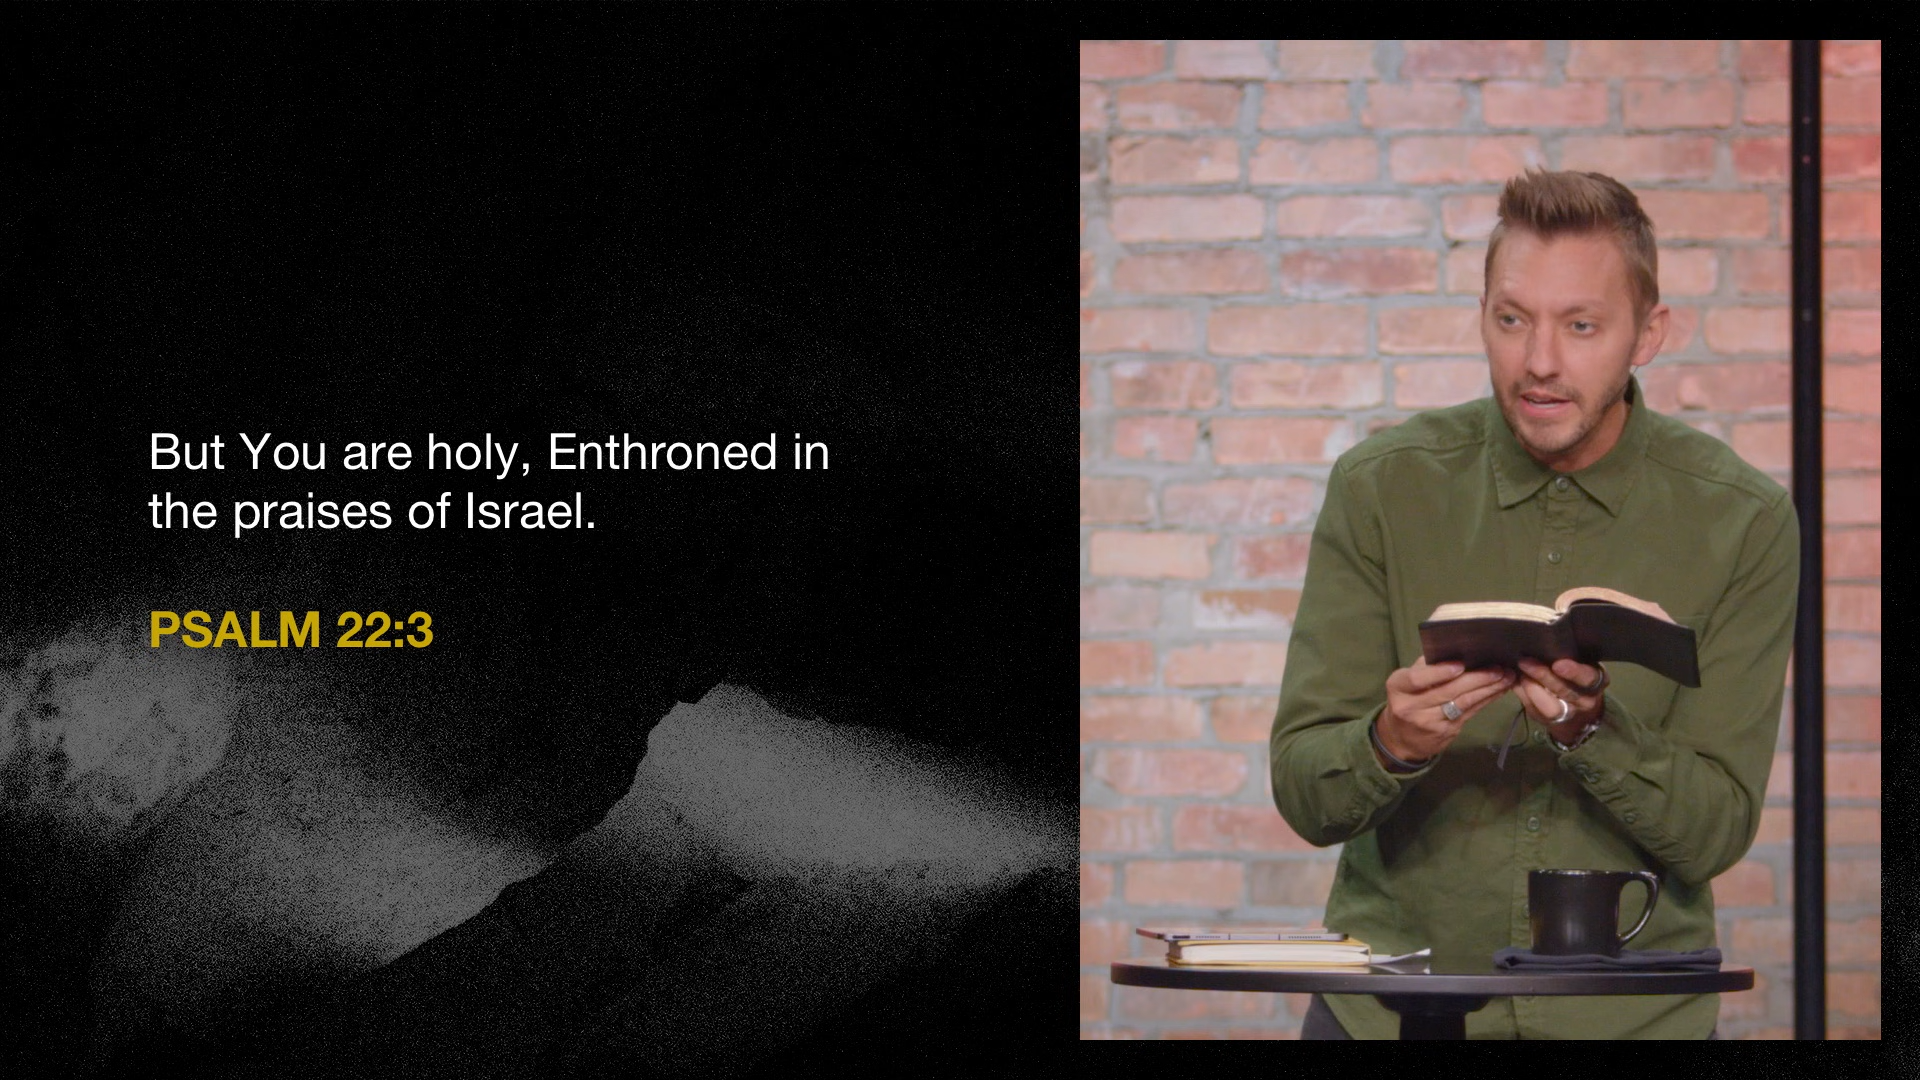 But You are holy, Enthroned in
the praises of Israel.
PSALM 22:3